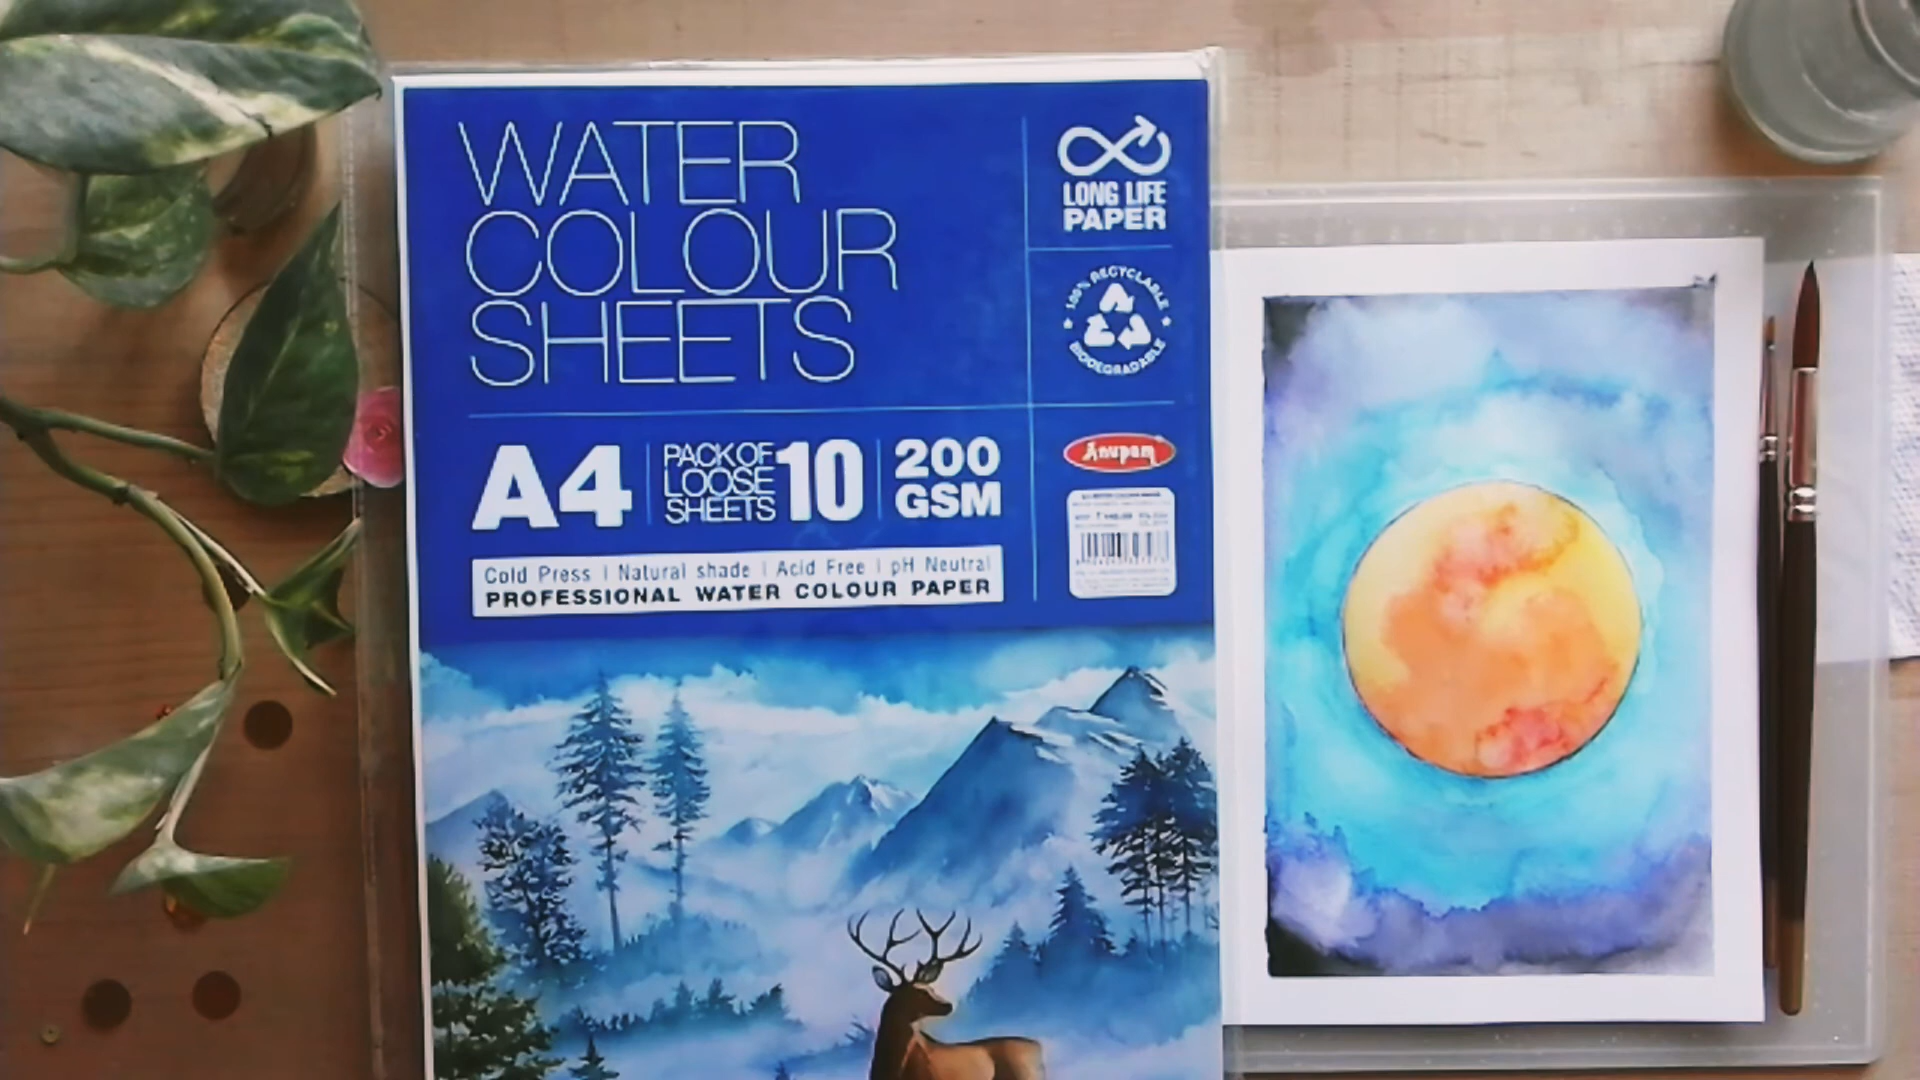 WATER
COLOUR
SHEETS
A4
PACK OF
LOOSE
SHEETS
10
200
GSM
Cold Press | Natural shade | Acid Free | pH Neutral
PROFESSIONAL WATER COLOUR PAPER
LONG LIFE
PAPER
100% RECYCLABLE
BIODEGRADABLE
Anupam